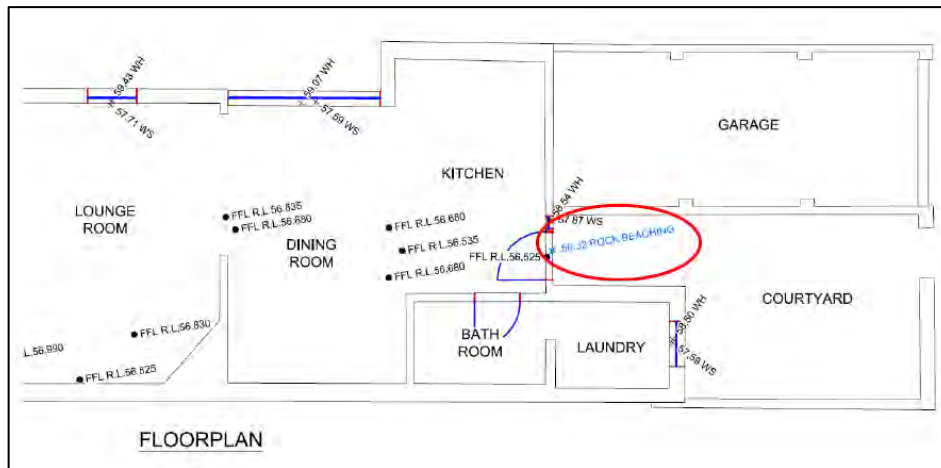 59.43 WH
57.71 WS
59.07 WH
57.59 WS
GARAGE
KITCHEN
LOUNGE
ROOM
FFL R.L.56.835
FFL R.L.56.680
DINING
ROOM
FFL R.L.56.680
FFL R.L.56.535
FFL R.L.56.680
58.54 WH
57.87 WS
56.32 ROCK BEACHING
FFL R.L.56.525
COURTYARD
BATH
ROOM
LAUNDRY
58.50 WH
57.58 WS
FFL R.L.56.830
L.56.990
FFL R.L.56.825
FLOORPLAN